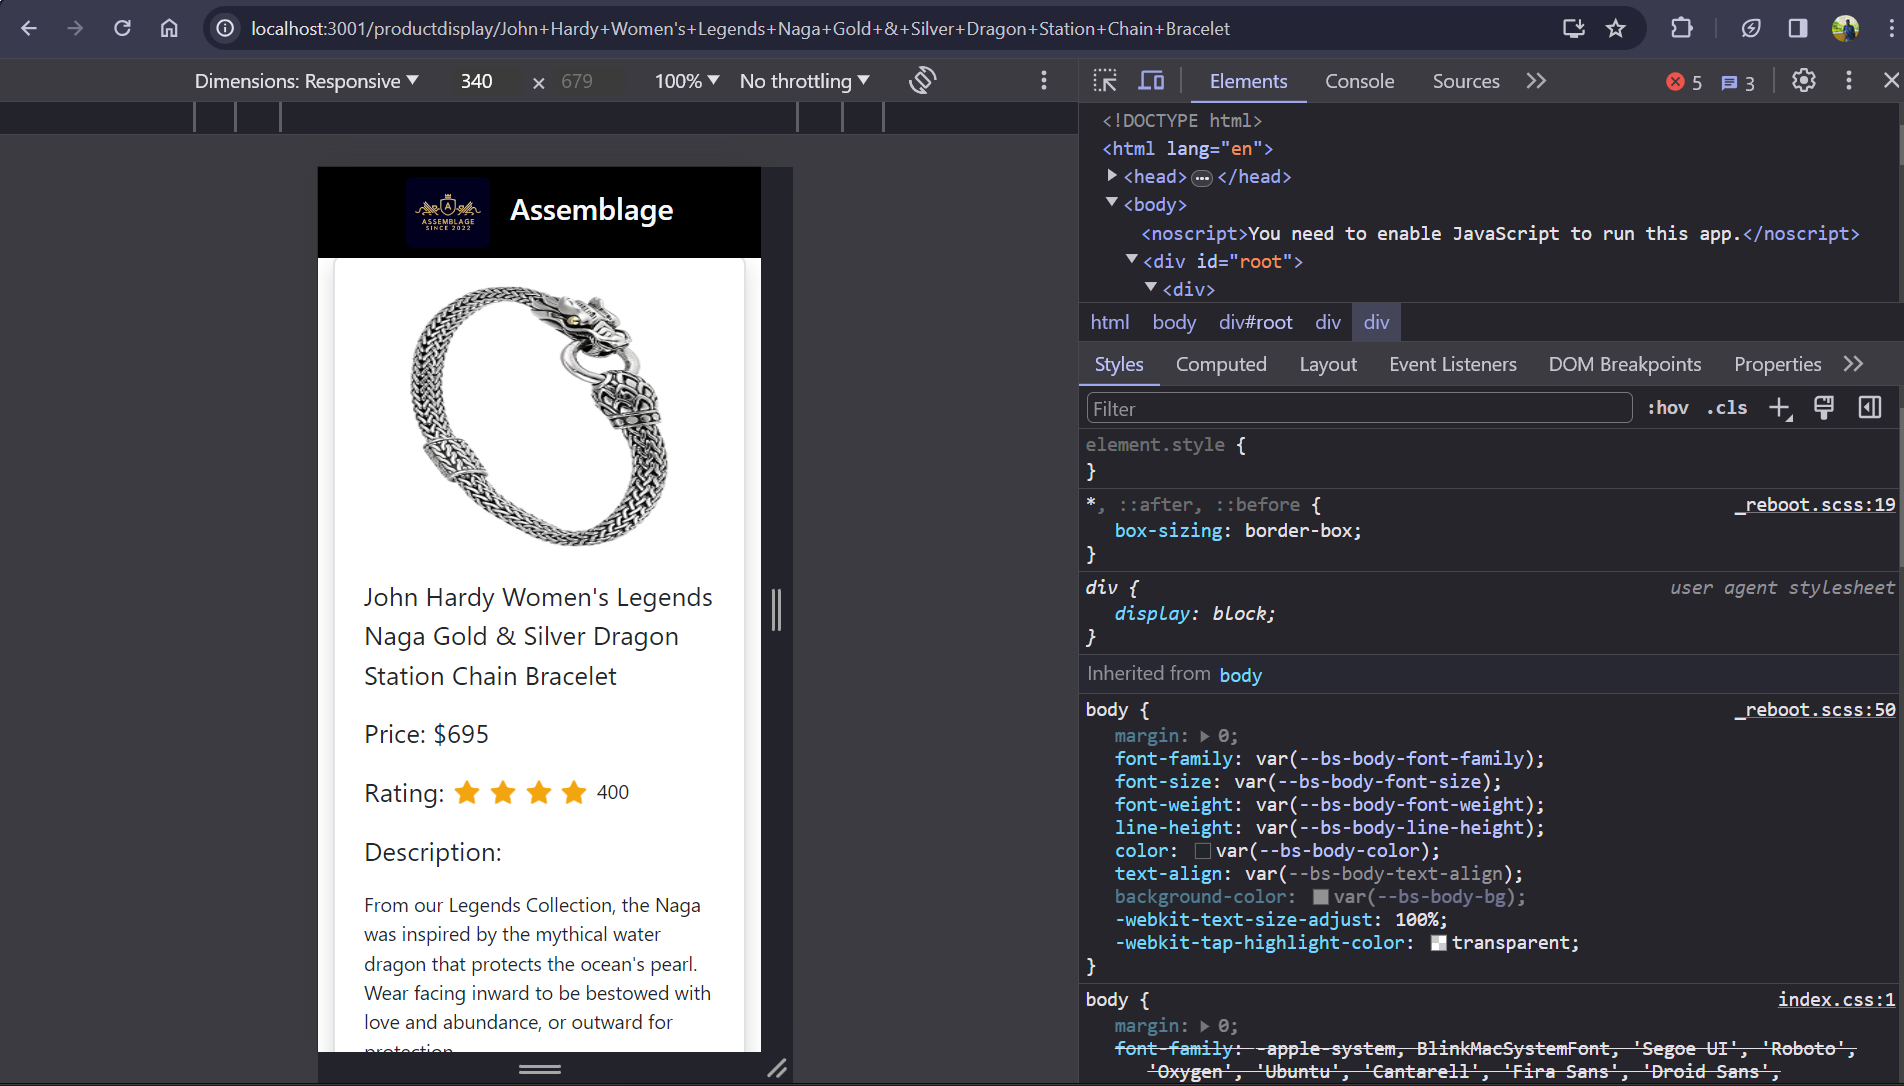 localhost:3001/productdisplay/John+Hardy+Women's+Legends+Naga+Gold+&+Silver+Dragon+Station+Chain+Bracelet
Dimensions: Responsive 340 × 679 100% No throttling
Elements Console Sources 5 3
<!DOCTYPE html>
<html lang="en">
<head> ... </head>
<body>
<noscript>You need to enable JavaScript to run this app.</noscript>
<div id="root">
<div>
html body div#root div div
Styles Computed Layout Event Listeners DOM Breakpoints Properties
Filter :hov .cls
element.style {
}
*, ::after, ::before { _reboot.scss:19
box-sizing: border-box;
}
div { user agent stylesheet
display: block;
}
Inherited from body
body { _reboot.scss:50
margin: 0;
font-family: var(--bs-body-font-family);
font-size: var(--bs-body-font-size);
font-weight: var(--bs-body-font-weight);
line-height: var(--bs-body-line-height);
color: var(--bs-body-color);
text-align: var(--bs-body-text-align);
background-color: var(--bs-body-bg);
-webkit-text-size-adjust: 100%;
-webkit-tap-highlight-color: transparent;
}
body { index.css:1
margin: 0;
font-family: -apple-system, BlinkMacSystemFont, 'Segoe UI', 'Roboto',
'Oxygen', 'Ubuntu', 'Cantarell', 'Fira Sans', 'Droid Sans',
A
ASSEMBLAGE
SINCE 2022
Assemblage
John Hardy Women's Legends
Naga Gold & Silver Dragon
Station Chain Bracelet
Price: $695
Rating: 400
Description:
From our Legends Collection, the Naga
was inspired by the mythical water
dragon that protects the ocean's pearl.
Wear facing inward to be bestowed with
love and abundance, or outward for
protection